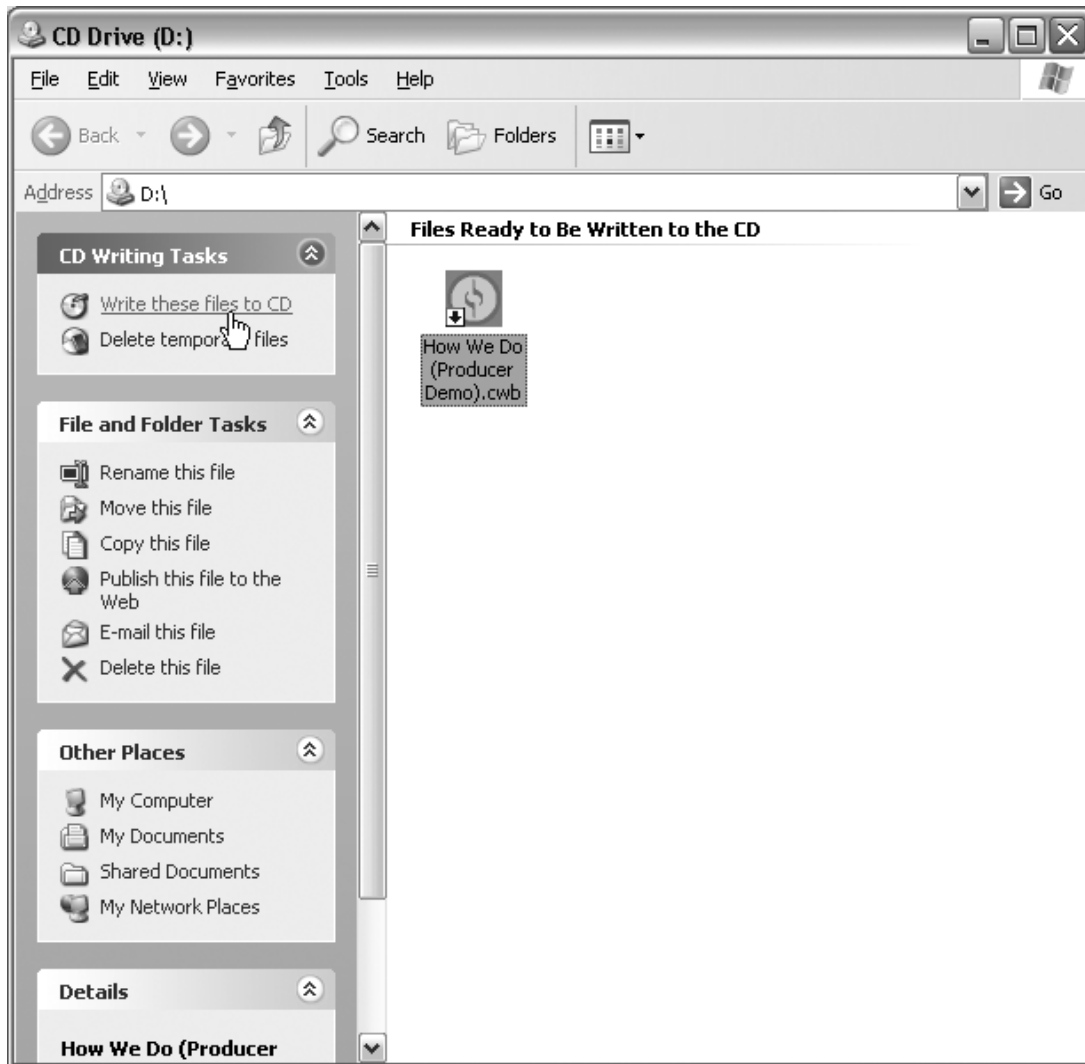 CD Drive (D:)
File Edit View Favorites Tools Help
Back Search Folders
Address D:\ Go
CD Writing Tasks
Write these files to CD
Delete temporary files
File and Folder Tasks
Rename this file
Move this file
Copy this file
Publish this file to the
Web
E-mail this file
Delete this file
Other Places
My Computer
My Documents
Shared Documents
My Network Places
Details
How We Do (Producer
Files Ready to Be Written to the CD
How We Do
(Producer
Demo).cwb